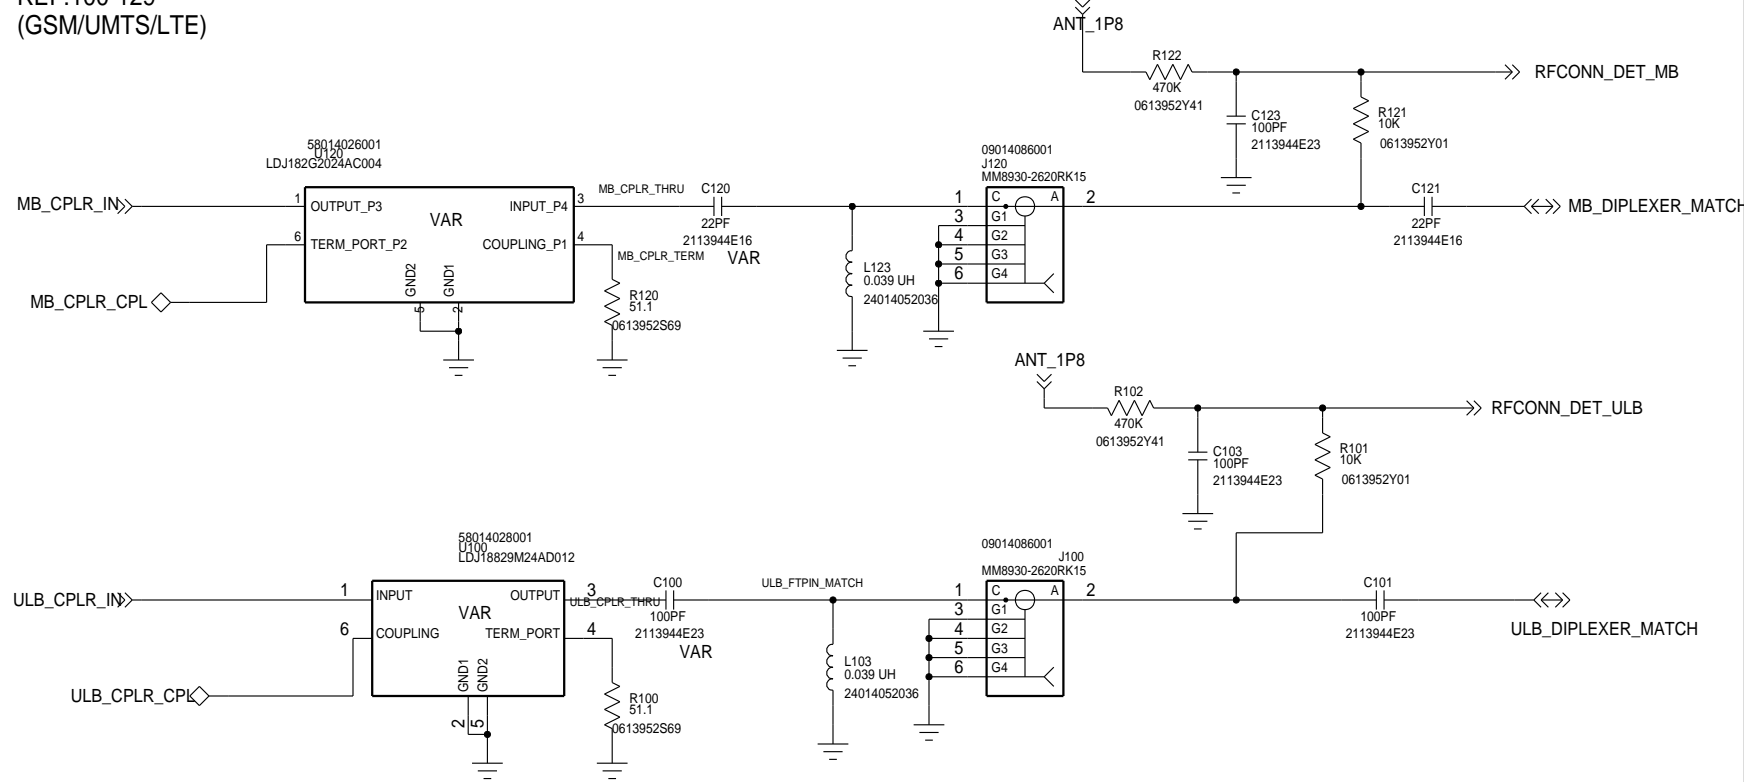 (GSM/UMTS/LTE)
ANT_1P8
R122
470K
0613952Y41
RFCONN_DET_MB
C123
100PF
2113944E23
R121
10K
0613952Y01
58014026001
U120
LDJ182G2024AC004
09014086001
J120
MM8930-2620RK15
MB_CPLR_IN
1
OUTPUT_P3
VAR
INPUT_P4
3
MB_CPLR_THRU
C120
22PF
2113944E16
VAR
6
TERM_PORT_P2
COUPLING_P1
4
MB_CPLR_TERM
GND2
GND1
5
2
MB_CPLR_CPL
R120
51.1
0613952S69
L123
0.039 UH
24014052036
1
3
4
5
6
C
A
G1
G2
G3
G4
2
C121
22PF
2113944E16
MB_DIPLEXER_MATCH
ANT_1P8
R102
470K
0613952Y41
RFCONN_DET_ULB
C103
100PF
2113944E23
R101
10K
0613952Y01
58014028001
U100
LDJ18829M24AD012
09014086001
J100
MM8930-2620RK15
ULB_CPLR_IN
1
INPUT
VAR
OUTPUT
3
ULB_CPLR_THRU
C100
100PF
2113944E23
VAR
ULB_FTPIN_MATCH
6
COUPLING
TERM_PORT
4
GND1
GND2
2
5
ULB_CPLR_CPL
R100
51.1
0613952S69
L103
0.039 UH
24014052036
1
3
4
5
6
C
A
G1
G2
G3
G4
2
C101
100PF
2113944E23
ULB_DIPLEXER_MATCH